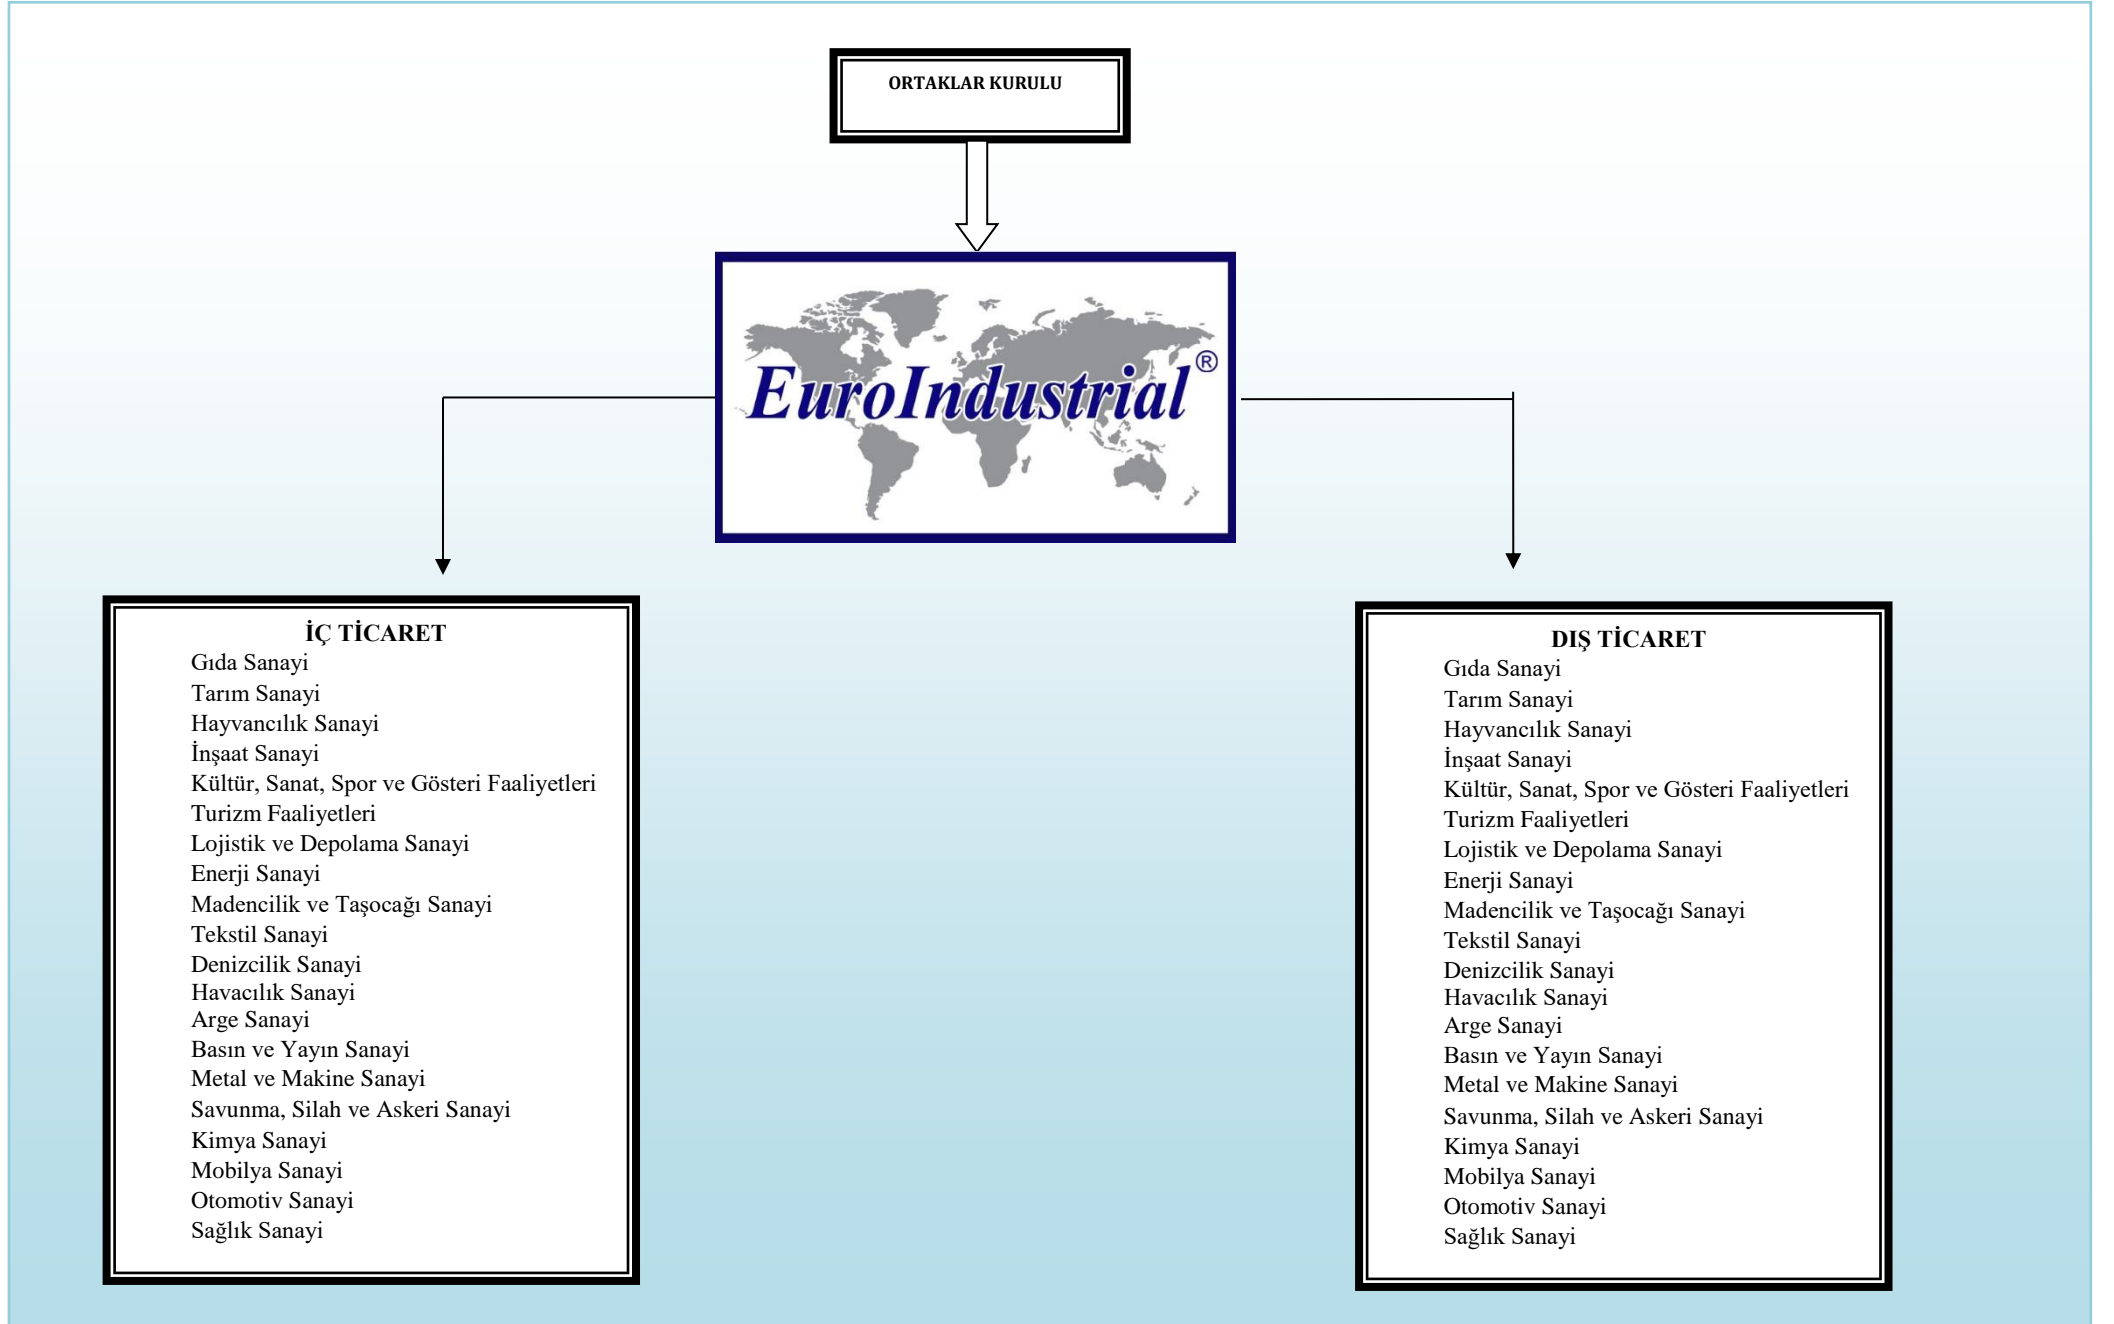 ORTAKLAR KURULU
EuroIndustrial®
İÇ TİCARET
Gıda Sanayi
Tarım Sanayi
Hayvancılık Sanayi
İnşaat Sanayi
Kültür, Sanat, Spor ve Gösteri Faaliyetleri
Turizm Faaliyetleri
Lojistik ve Depolama Sanayi
Enerji Sanayi
Madencilik ve Taşocağı Sanayi
Tekstil Sanayi
Denizcilik Sanayi
Havacılık Sanayi
Arge Sanayi
Basın ve Yayın Sanayi
Metal ve Makine Sanayi
Savunma, Silah ve Askeri Sanayi
Kimya Sanayi
Mobilya Sanayi
Otomotiv Sanayi
Sağlık Sanayi
DIŞ TİCARET
Gıda Sanayi
Tarım Sanayi
Hayvancılık Sanayi
İnşaat Sanayi
Kültür, Sanat, Spor ve Gösteri Faaliyetleri
Turizm Faaliyetleri
Lojistik ve Depolama Sanayi
Enerji Sanayi
Madencilik ve Taşocağı Sanayi
Tekstil Sanayi
Denizcilik Sanayi
Havacılık Sanayi
Arge Sanayi
Basın ve Yayın Sanayi
Metal ve Makine Sanayi
Savunma, Silah ve Askeri Sanayi
Kimya Sanayi
Mobilya Sanayi
Otomotiv Sanayi
Sağlık Sanayi